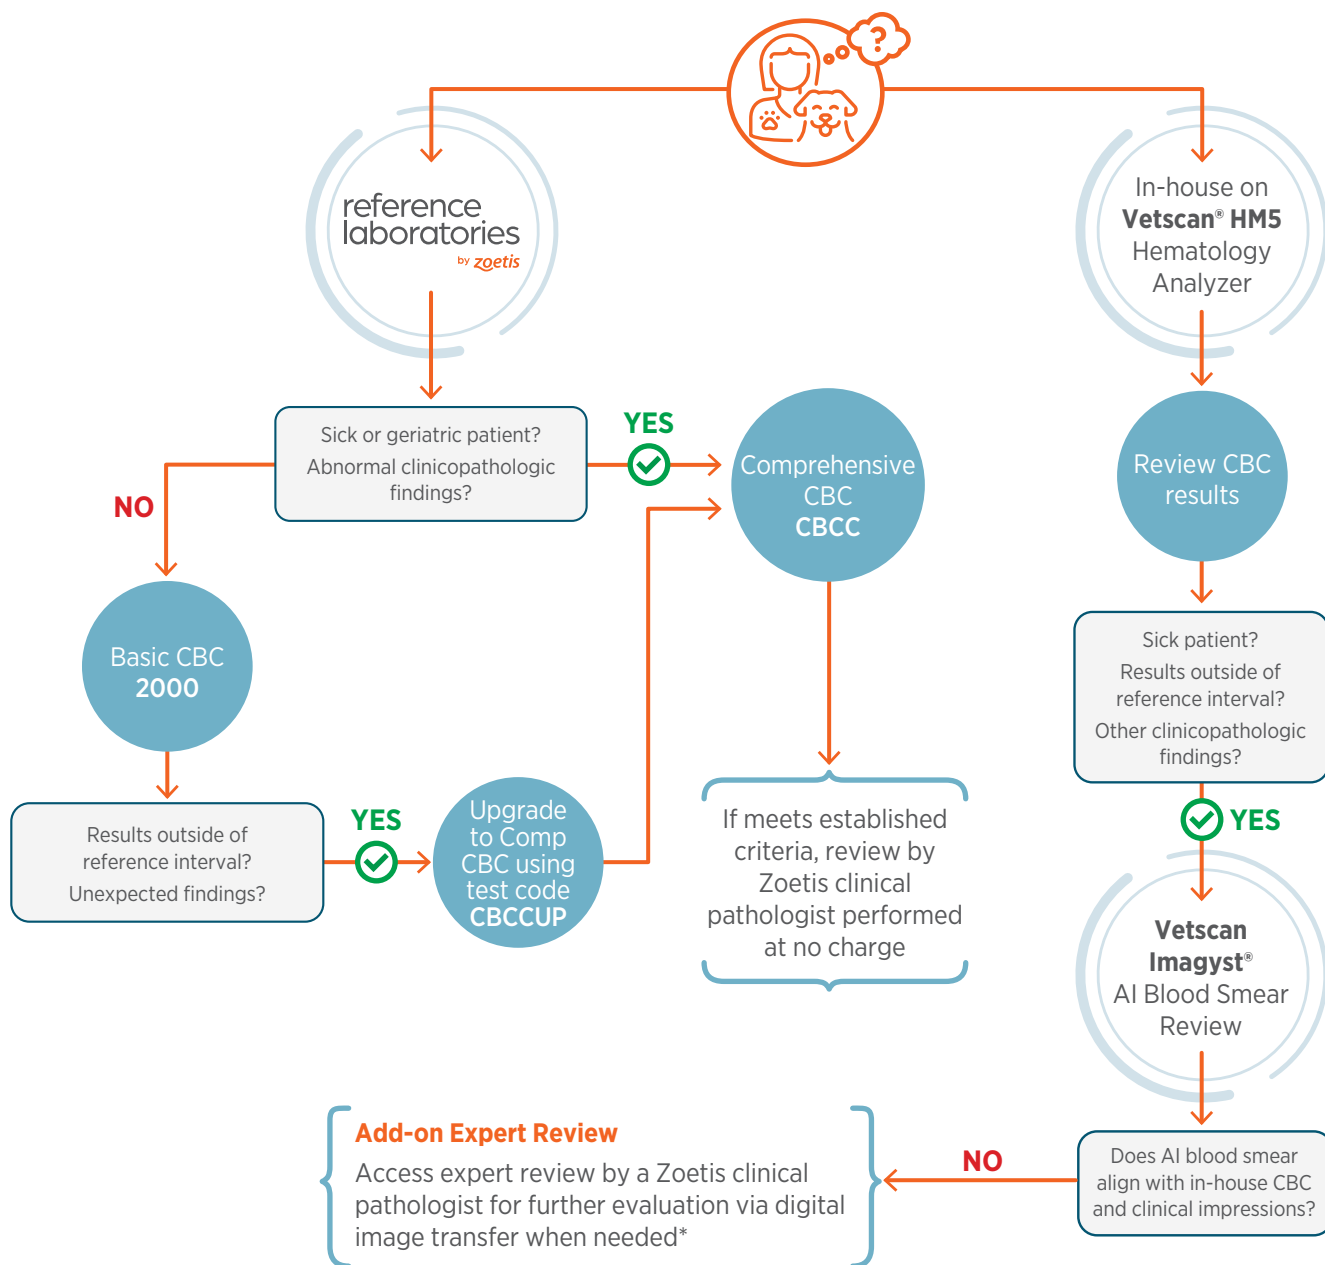 ?
reference
laboratories
by zoetis
In-house on
Vetscan® HM5
Hematology
Analyzer
Sick or geriatric patient?
Abnormal clinicopathologic
findings?
YES
NO
Comprehensive
CBC
CBCC
Review CBC
results
Basic CBC
2000
Sick patient?
Results outside of
reference interval?
Other clinicopathologic
findings?
YES
Results outside of
reference interval?
Unexpected findings?
YES
Upgrade
to Comp
CBC using
test code
CBCCUP
If meets established
criteria, review by
Zoetis clinical
pathologist performed
at no charge
Vetscan
Imagyst®
AI Blood Smear
Review
Does AI blood smear
align with in-house CBC
and clinical impressions?
NO
Add-on Expert Review
Access expert review by a Zoetis clinical
pathologist for further evaluation via digital
image transfer when needed*